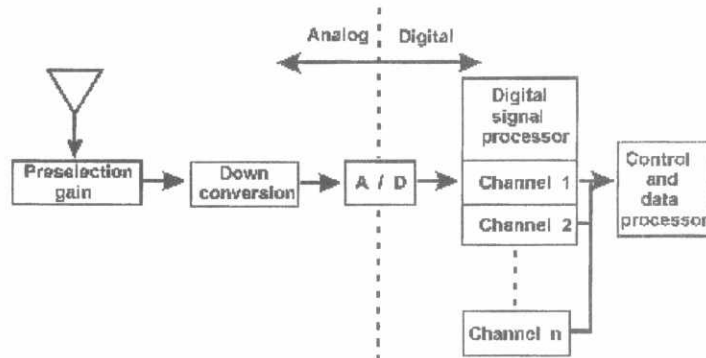 Analog
Digital
Preselection
gain
Down
conversion
A / D
Digital
signal
processor
Channel 1
Channel 2
Channel n
Control
and
data
processor